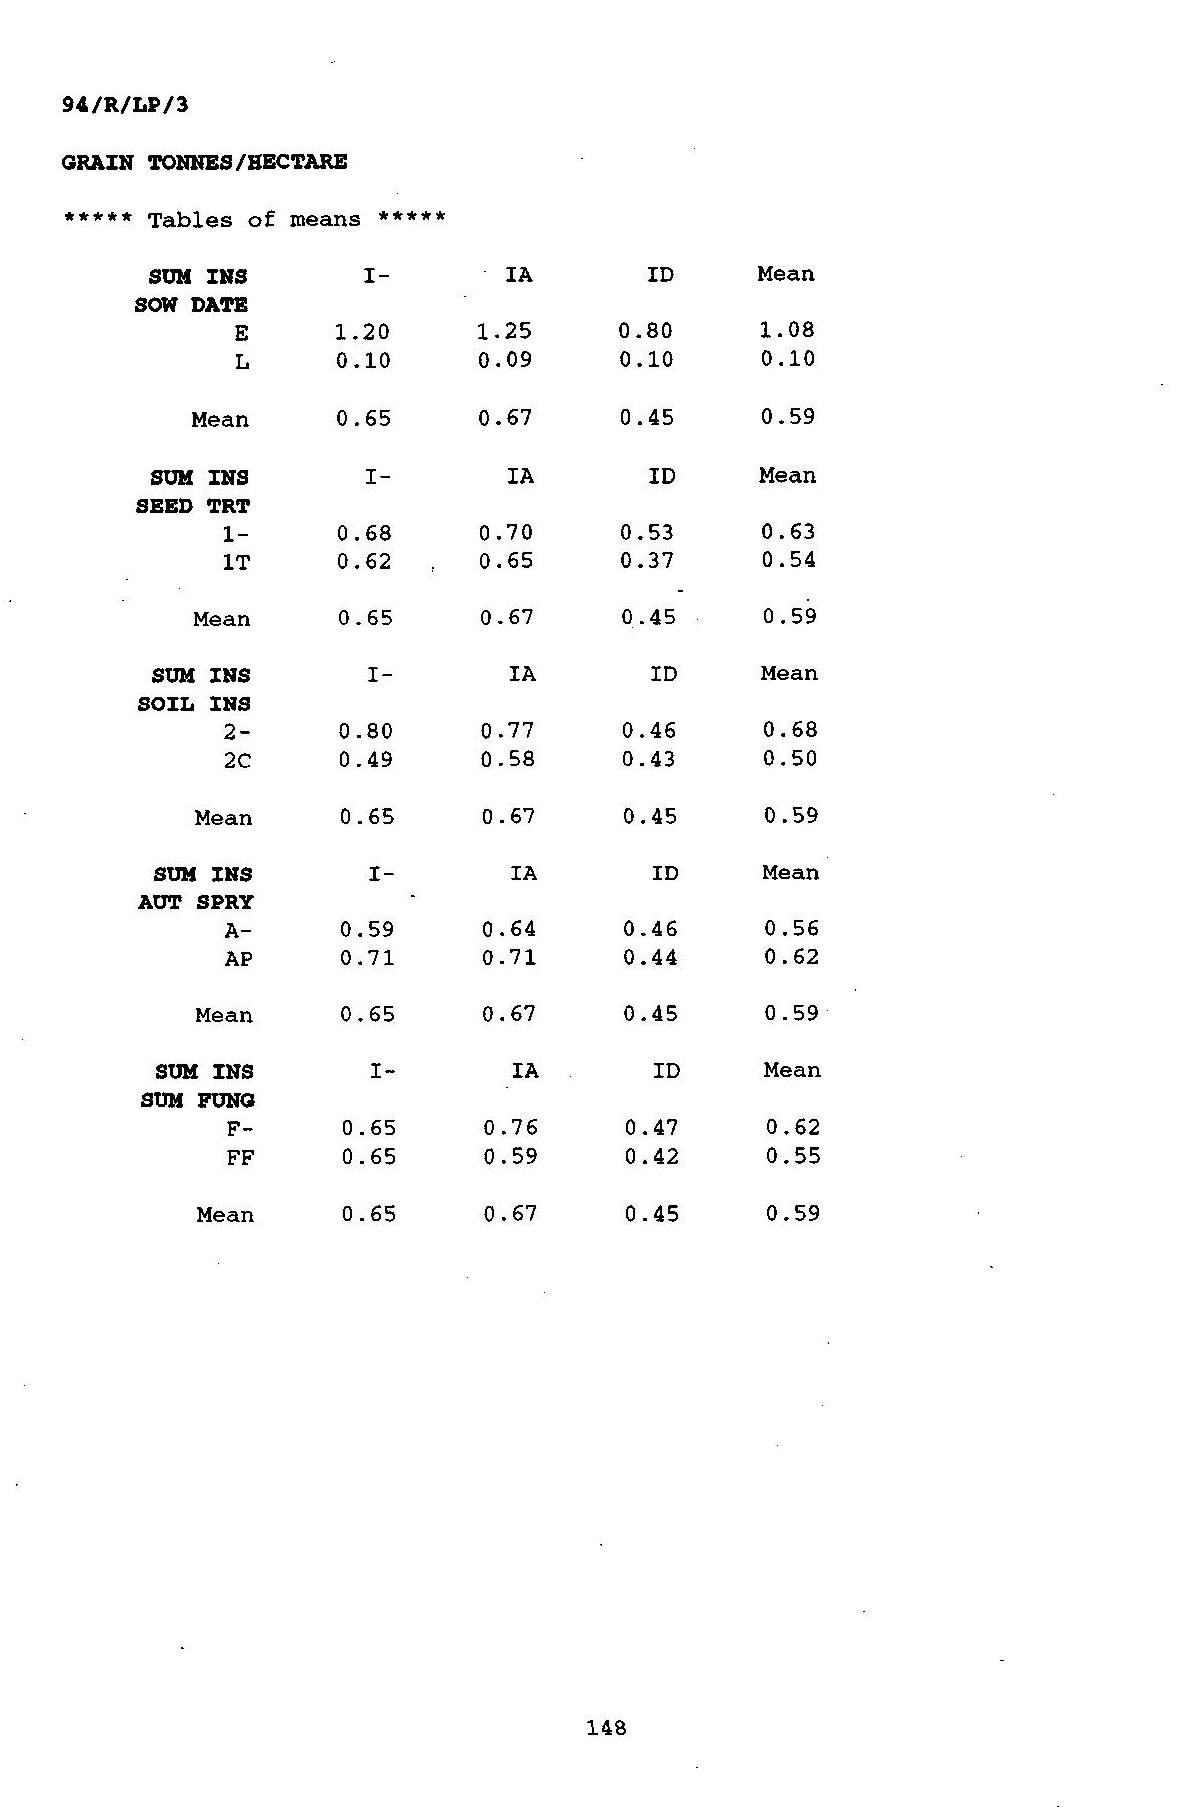 94/R/LP/3
GRAIN TONNES/HECTARE
***** Tables of means *****
SUM INS I- IA ID Mean
SOW DATE
E 1.20 1.25 0.80 1.08
L 0.10 0.09 0.10 0.10
Mean 0.65 0.67 0.45 0.59
SUM INS I- IA ID Mean
SEED TRT
1- 0.68 0.70 0.53 0.63
1T 0.62 0.65 0.37 0.54
Mean 0.65 0.67 0.45 0.59
SUM INS I- IA ID Mean
SOIL INS
2- 0.80 0.77 0.46 0.68
2C 0.49 0.58 0.43 0.50
Mean 0.65 0.67 0.45 0.59
SUM INS I- IA ID Mean
AUT SPRY
A- 0.59 0.64 0.46 0.56
AP 0.71 0.71 0.44 0.62
Mean 0.65 0.67 0.45 0.59
SUM INS I- IA ID Mean
SUM FUNG
F- 0.65 0.76 0.47 0.62
FF 0.65 0.59 0.42 0.55
Mean 0.65 0.67 0.45 0.59
148